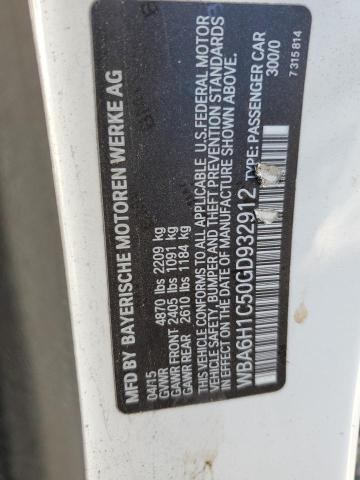 MFD BY BAYERISCHE MOTOREN WERKE AG
04/15
GVWR 4870 lbs 2209 kg
GAWR FRONT 2405 lbs 1091 kg
GAWR REAR 2610 lbs 1184 kg
THIS VEHICLE CONFORMS TO ALL APPLICABLE U.S.FEDERAL MOTOR
VEHICLE SAFETY, BUMPER AND THEFT PREVENTION STANDARDS
IN EFFECT ON THE DATE OF MANUFACTURE SHOWN ABOVE.
WBA6H1C50GD932912 TYPE: PASSENGER CAR
300/0
7 315 814